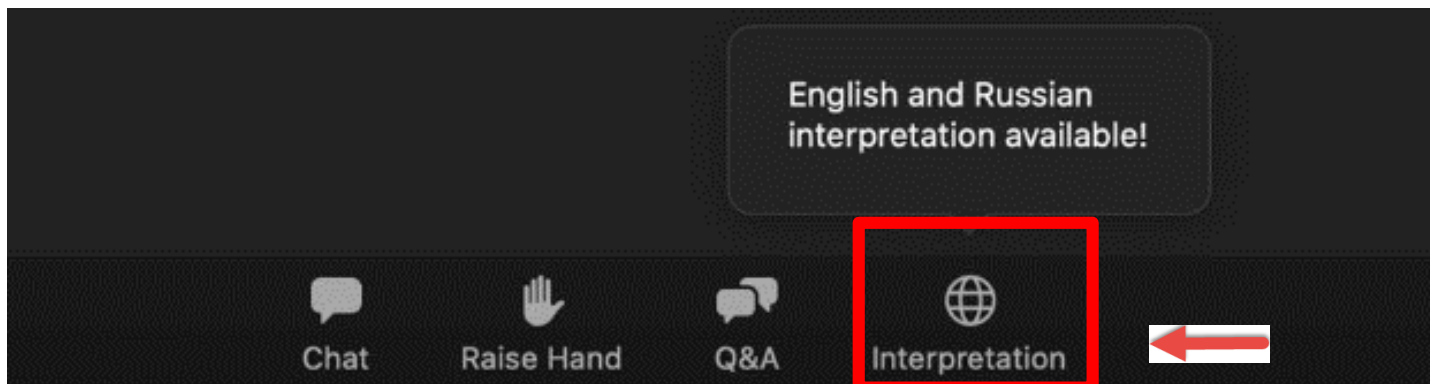 English and Russian
interpretation available!
Chat
Raise Hand
Q&A
Interpretation